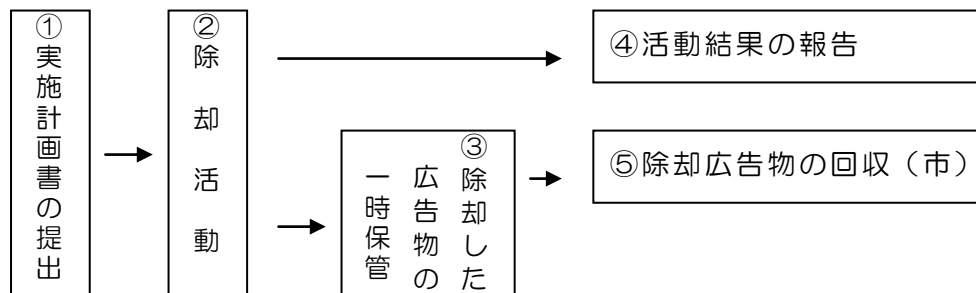 ①実施計画書の提出
②除却活動
③除却した
広告物の
一時保管
④活動結果の報告
⑤除却広告物の回収（市）